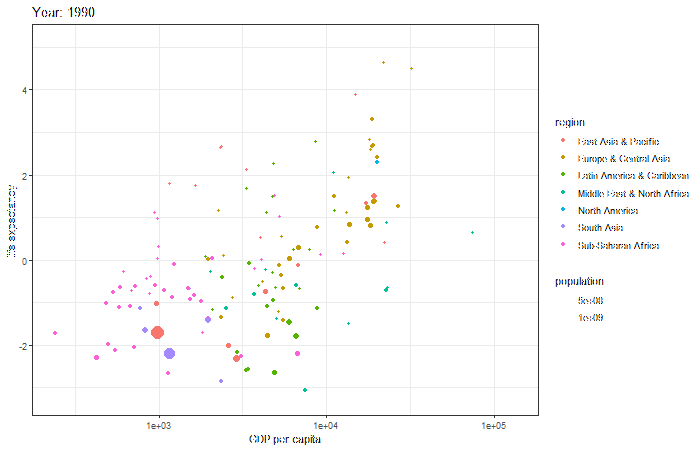 Year: 1990
4
2
0
-2
life expectancy
1e+03
1e+04
1e+05
GDP per capita
region
East Asia & Pacific
Europe & Central Asia
Latin America & Caribbean
Middle East & North Africa
North America
South Asia
Sub-Saharan Africa
population
5e+08
1e+09